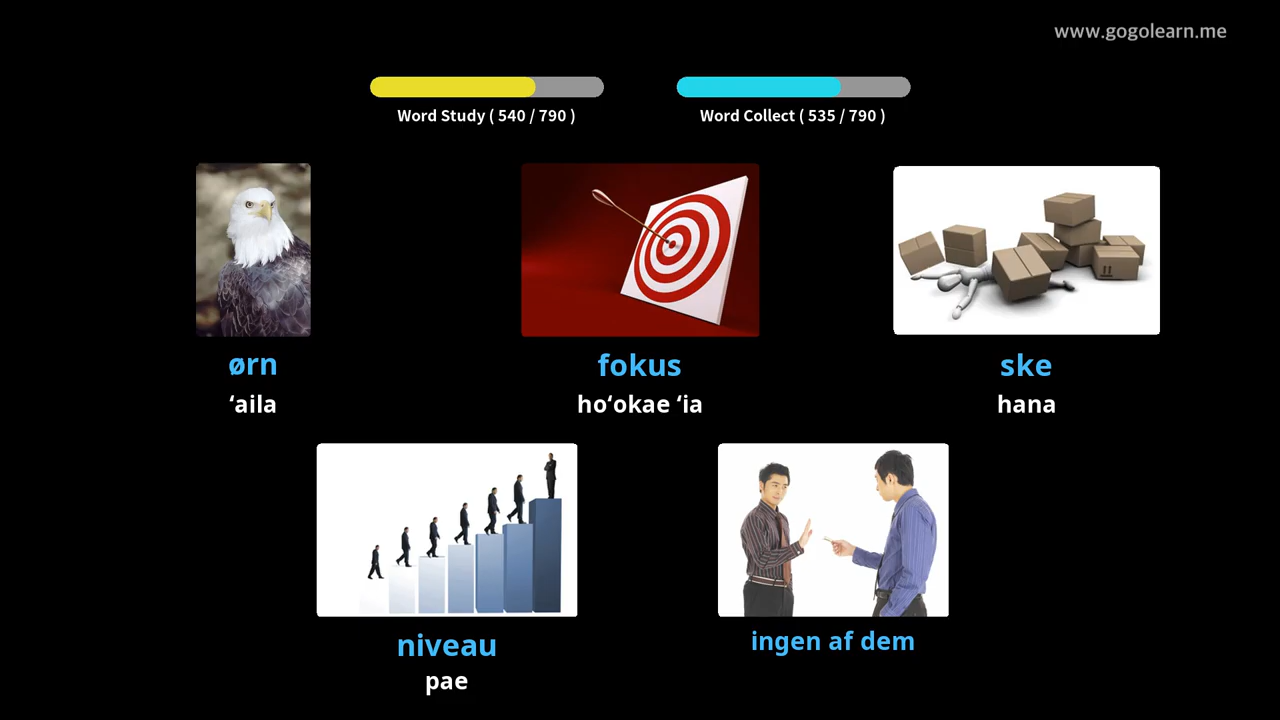 www.gogolearn.me
Word Study ( 540 / 790 )
Word Collect ( 535 / 790 )
ørn
ʻaila
fokus
hoʻokae ʻia
ske
hana
niveau
pae
ingen af dem